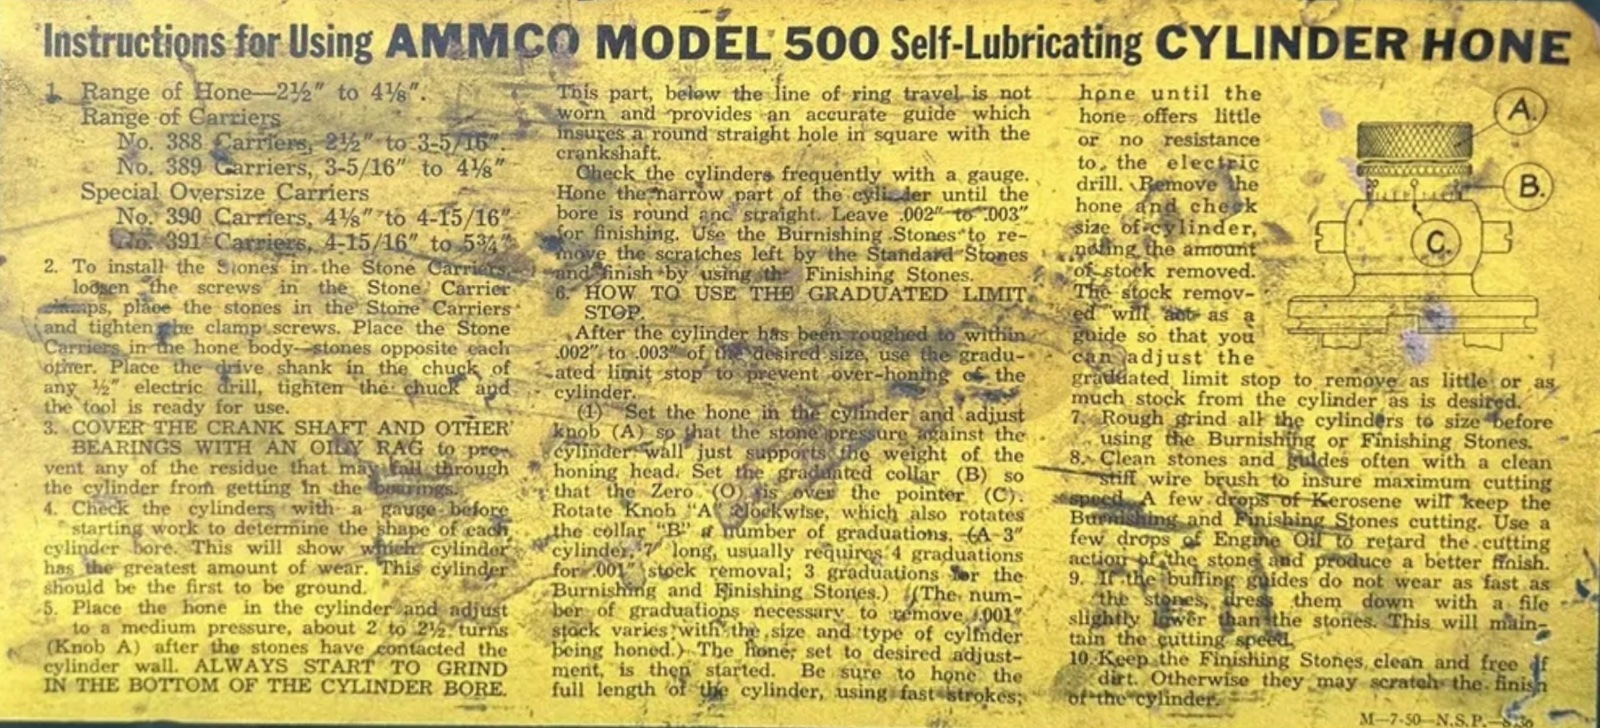 Instructions for Using AMMCO MODEL 500 Self-Lubricating CYLINDER HONE
1. Range of Hone—2½" to 4⅛".
Range of Carriers
No. 388 Carriers, 2½" to 3-5/16".
No. 389 Carriers, 3-5/16" to 4⅛"
Special Oversize Carriers
No. 390 Carriers, 4⅛" to 4-15/16"
No. 391 Carriers, 4-15/16" to 5¾"
2. To install the Stones in the Stone Carriers,
loosen the screws in the Stone Carrier
clamps, place the stones in the Stone Carriers
and tighten the clamp screws. Place the Stone
Carriers in the hone body—stones opposite each
other. Place the drive shank in the chuck of
any ½" electric drill, tighten the chuck and
the tool is ready for use.
3. COVER THE CRANK SHAFT AND OTHER
BEARINGS WITH AN OILY RAG to pre-
vent any of the residue that may fall through
the cylinder from getting in the bearings.
4. Check the cylinders with a gauge before
starting work to determine the shape of each
cylinder bore. This will show which cylinder
has the greatest amount of wear. This cylinder
should be the first to be ground.
5. Place the hone in the cylinder and adjust
to a medium pressure, about 2 to 2½ turns
(Knob A) after the stones have contacted the
cylinder wall. ALWAYS START TO GRIND
IN THE BOTTOM OF THE CYLINDER BORE.
This part, below the line of ring travel is not
worn and provides an accurate guide which
insures a round straight hole in square with the
crankshaft.
Check the cylinders frequently with a gauge.
Hone the narrow part of the cylinder until the
bore is round and straight. Leave .002" to .003"
for finishing. Use the Burnishing Stones to re-
move the scratches left by the Standard Stones
and finish by using the Finishing Stones.
6. HOW TO USE THE GRADUATED LIMIT
STOP.
After the cylinder has been roughed to within
.002" to .003" of the desired size, use the gradu-
ated limit stop to prevent over-honing of the
cylinder.
(1) Set the hone in the cylinder and adjust
knob (A) so that the stone pressure against the
cylinder wall just supports the weight of the
honing head. Set the graduated collar (B) so
that the Zero (O) is over the pointer (C).
Rotate Knob "A" clockwise, which also rotates
the collar "B" a number of graduations. (A 3"
cylinder, 7" long, usually requires 4 graduations
for .001" stock removal; 3 graduations for the
Burnishing and Finishing Stones.) (The num-
ber of graduations necessary to remove .001"
stock varies with the size and type of cylinder
being honed.) The hone, set to desired adjust-
ment, is then started. Be sure to hone the
full length of the cylinder, using fast strokes;
hone until the
hone offers little
or no resistance
to the electric
drill. Remove the
hone and check
size of cylinder,
noting the amount
of stock removed.
The stock remov-
ed will act as a
guide so that you
can adjust the
graduated limit stop to remove as little or as
much stock from the cylinder as is desired.
7. Rough grind all the cylinders to size before
using the Burnishing or Finishing Stones.
8. Clean stones and guides often with a clean
stiff wire brush to insure maximum cutting
speed. A few drops of Kerosene will keep the
Burnishing and Finishing Stones cutting. Use a
few drops of Engine Oil to retard the cutting
action of the stone and produce a better finish.
9. If the buffing guides do not wear as fast as
the stones, dress them down with a file
slightly lower than the stones. This will main-
tain the cutting speed.
10. Keep the Finishing Stones clean and free of
dirt. Otherwise they may scratch the finish
of the cylinder.
A.
B.
C.
M—7-50—N.S.P.